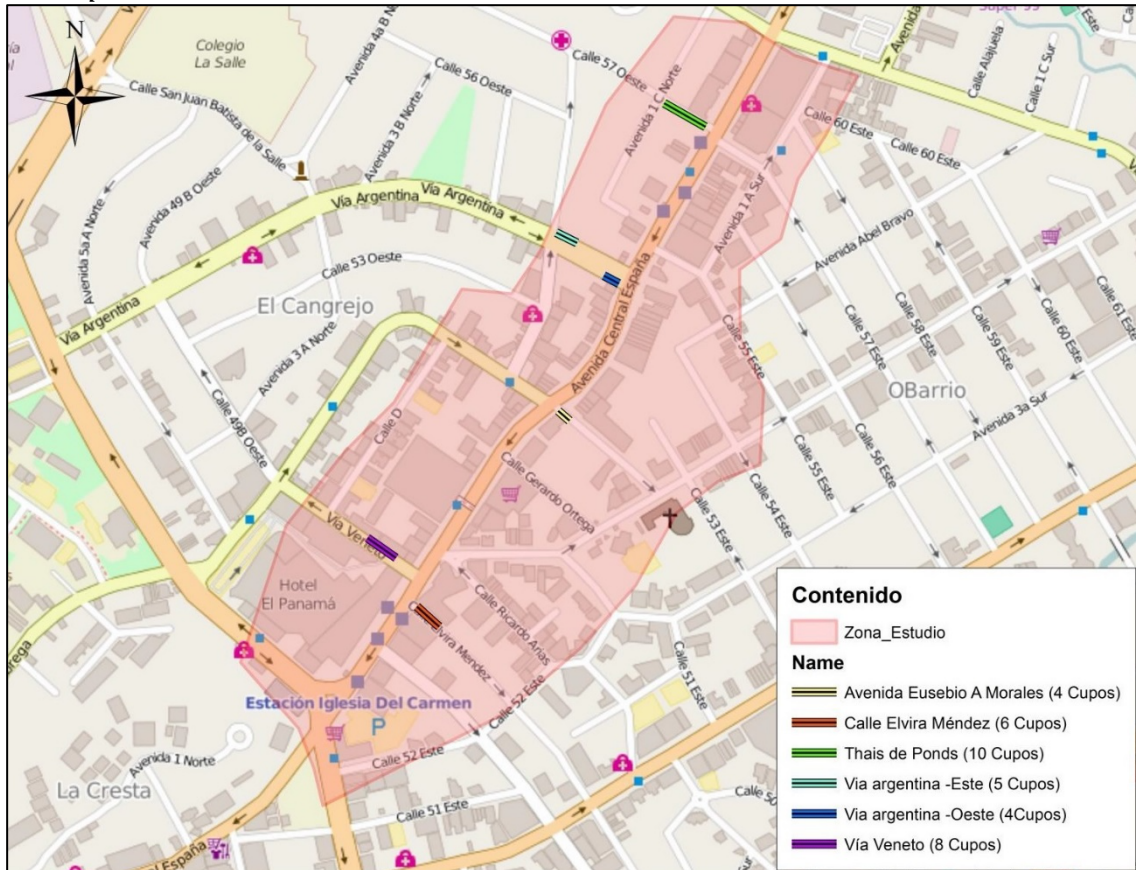 N
Colegio
La Salle
Calle San Juan Batista de la Salle
Avenida 4a B Norte
Calle 56 Oeste
Avenida 3 B Norte
Calle 57 Oeste
Avenida 1 C Norte
Avenida
Calle Alajuela
Calle 1 C Sur
Este
Calle 60 Este
Calle 60 Este
Avenida 5a A Norte
Avenida 49 B Oeste
Vía Argentina
Vía Argentina
Vía Argentina
Avenida 1 A Sur
Avenida Abel Bravo
Calle 53 Oeste
El Cangrejo
Avenida Central España
Calle 58 Este
Calle 59 Este
Calle 60 Este
Calle 61 Este
Calle 57 Este
Calle 55 Este
OBarrio
Avenida 3 A Norte
Calle 49B Oeste
Calle D
Avenida 3a Sur
Calle 56 Este
Calle 55 Este
Calle 54 Este
Calle 53 Este
Calle Gerardo Ortega
Via Veneto
Hotel
El Panamá
Calle Ricardo Arias
Elvira Mendez
Calle 52 Este
Calle 51 Este
Estación Iglesia Del Carmen
P
Calle 52 Este
Avenida 1 Norte
La Cresta
Calle 51 Este
España
Contenido
Zona_Estudio
Name
Avenida Eusebio A Morales (4 Cupos)
Calle Elvira Méndez (6 Cupos)
Thais de Ponds (10 Cupos)
Via argentina -Este (5 Cupos)
Via argentina -Oeste (4Cupos)
Vía Veneto (8 Cupos)